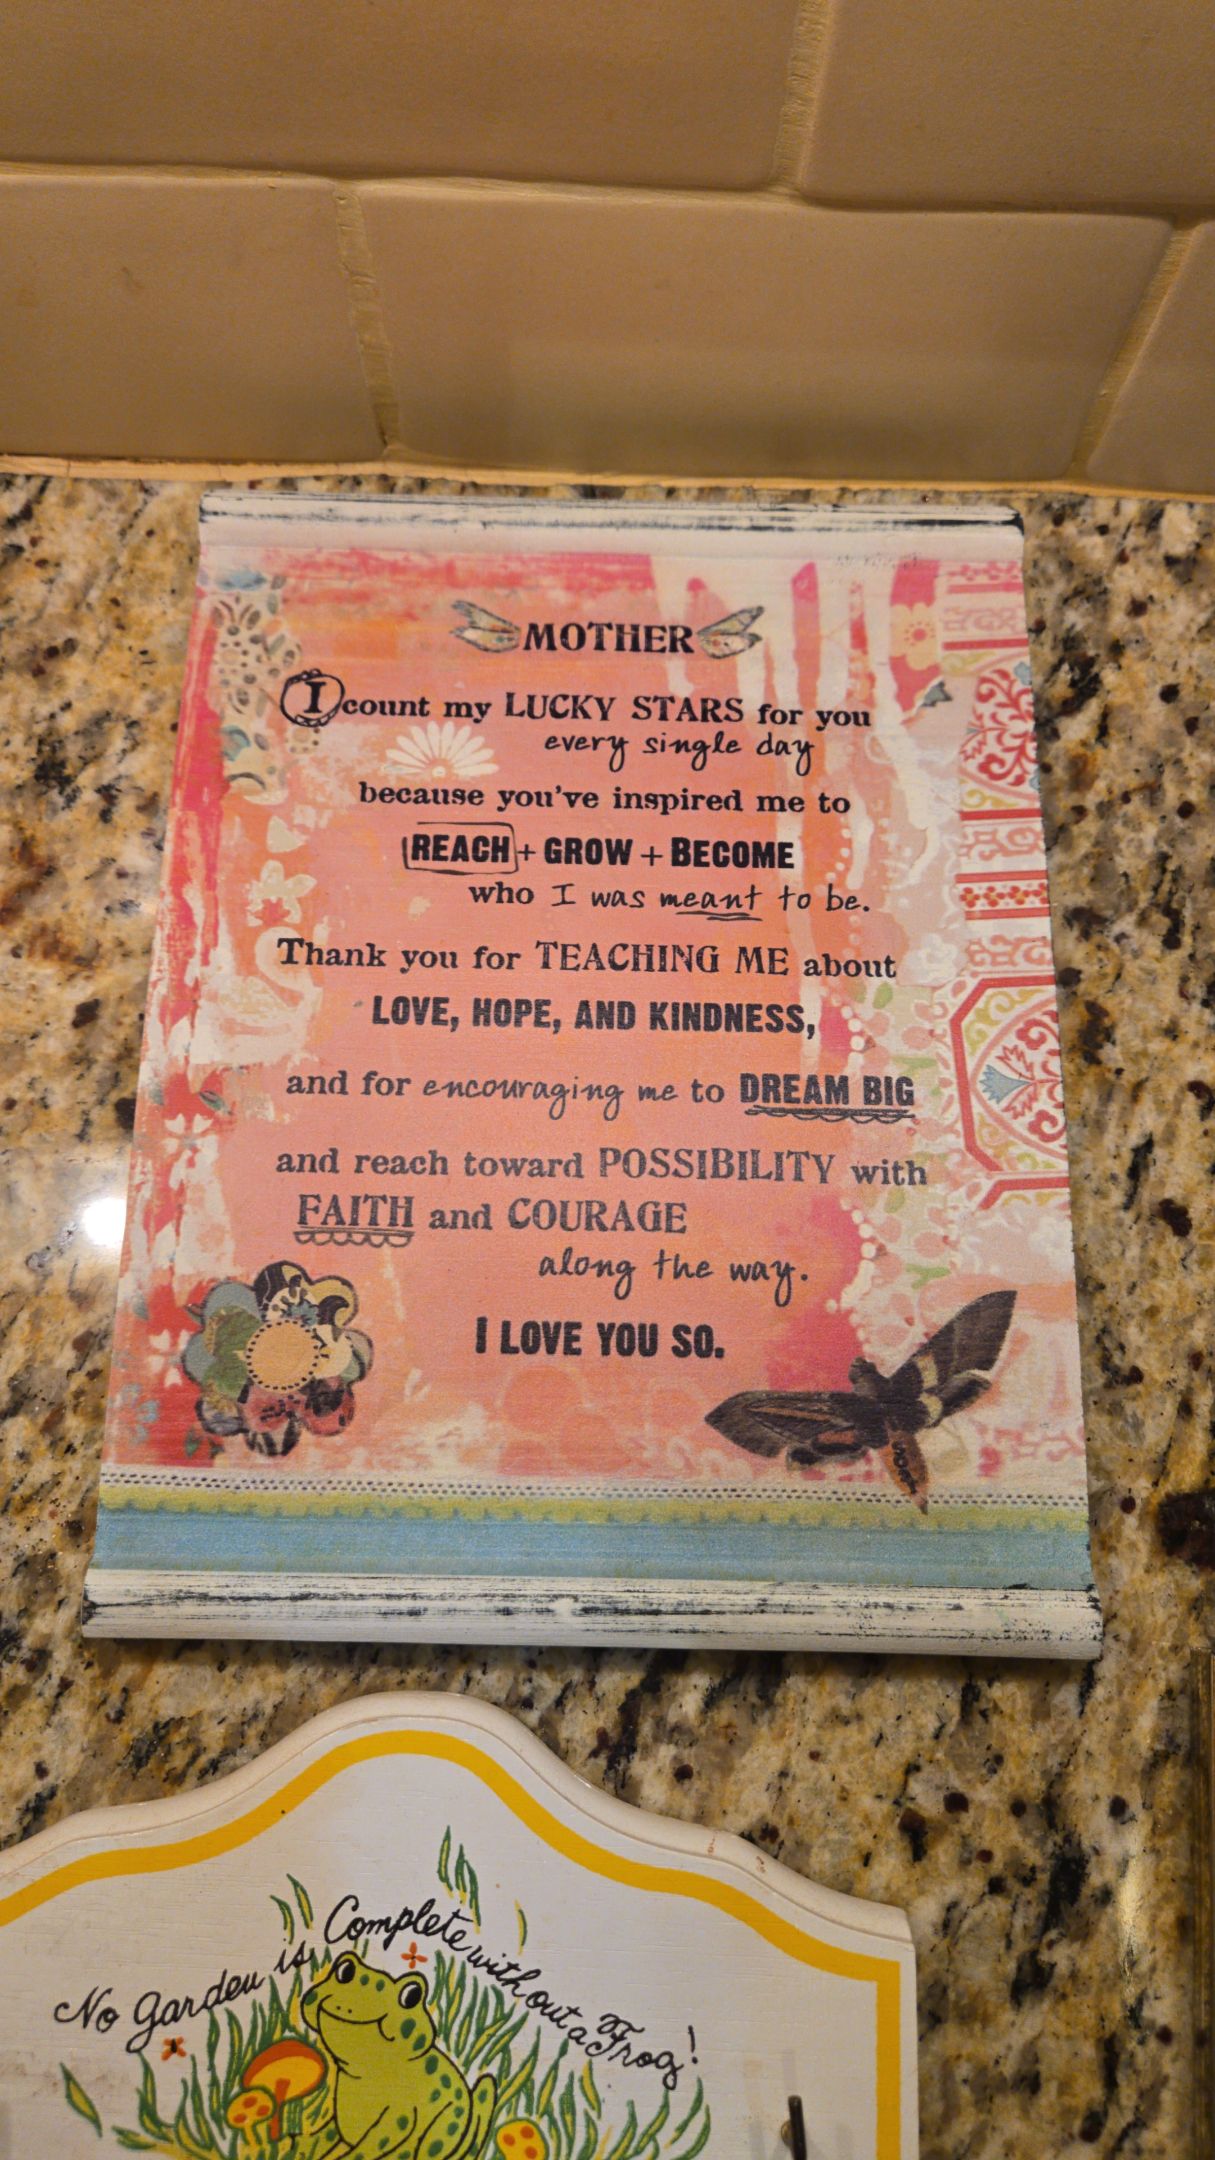 MOTHER
I count my LUCKY STARS for you
every single day
because you've inspired me to
REACH + GROW + BECOME
who I was meant to be.
Thank you for TEACHING ME about
LOVE, HOPE, AND KINDNESS,
and for encouraging me to DREAM BIG
and reach toward POSSIBILITY with
FAITH and COURAGE
along the way.
I LOVE YOU SO.
No Garden is Complete without a Frog!